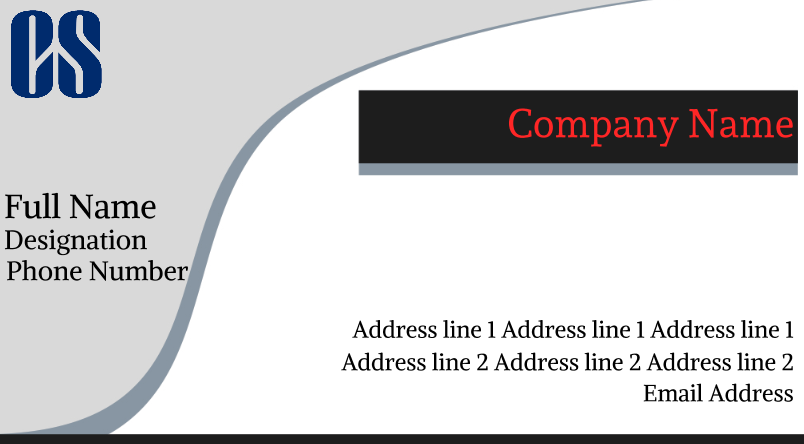 CS
Company Name
Full Name
Designation
Phone Number
Address line 1 Address line 1 Address line 1
Address line 2 Address line 2 Address line 2
Email Address